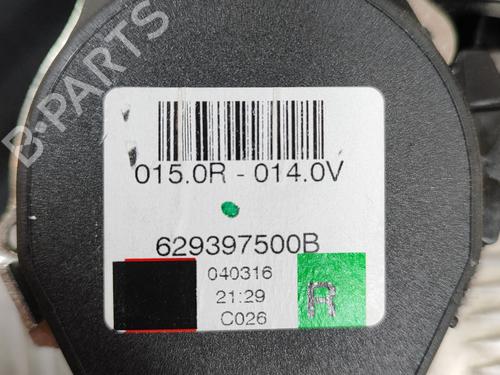 B-PARTS
015.0R - 014.0V
629397500B
040316
21:29
C026
R